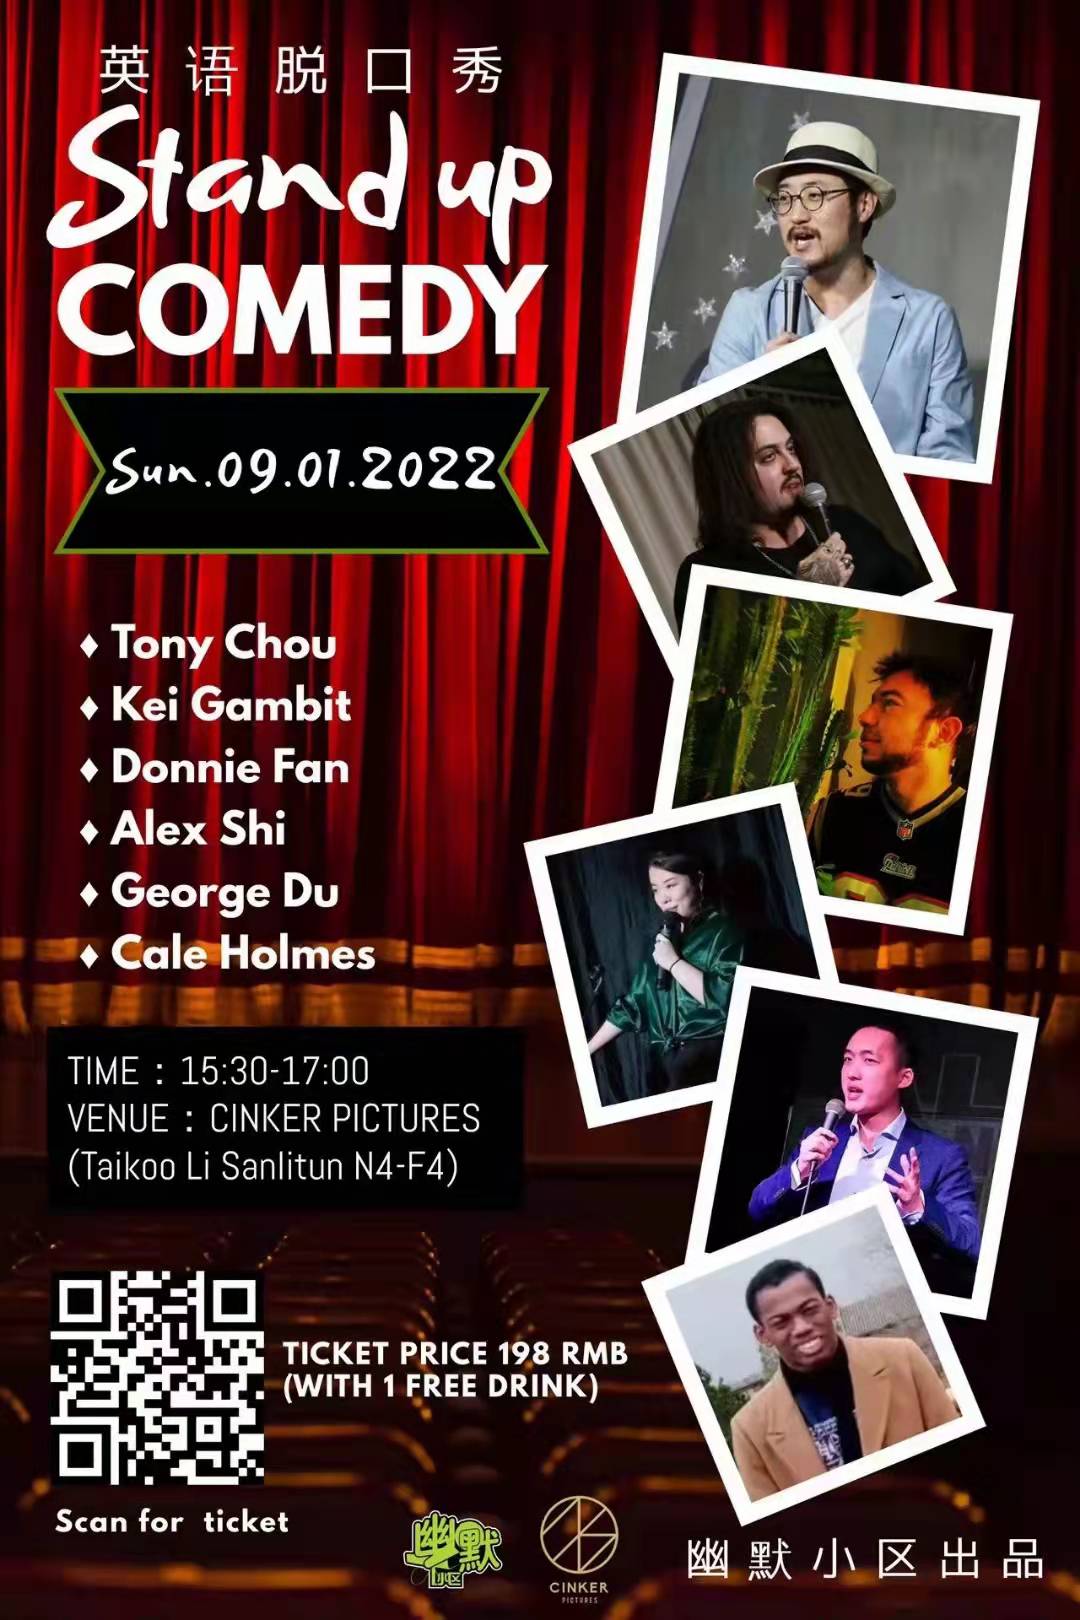 英语脱口秀
Stand up
COMEDY
Sun.09.01.2022
♦ Tony Chou
♦ Kei Gambit
♦ Donnie Fan
♦ Alex Shi
♦ George Du
♦ Cale Holmes
TIME：15:30-17:00
VENUE：CINKER PICTURES
(Taikoo Li Sanlitun N4-F4)
TICKET PRICE 198 RMB
(WITH 1 FREE DRINK)
Scan for ticket
幽默
小区
CINKER
PICTURES
幽默小区出品